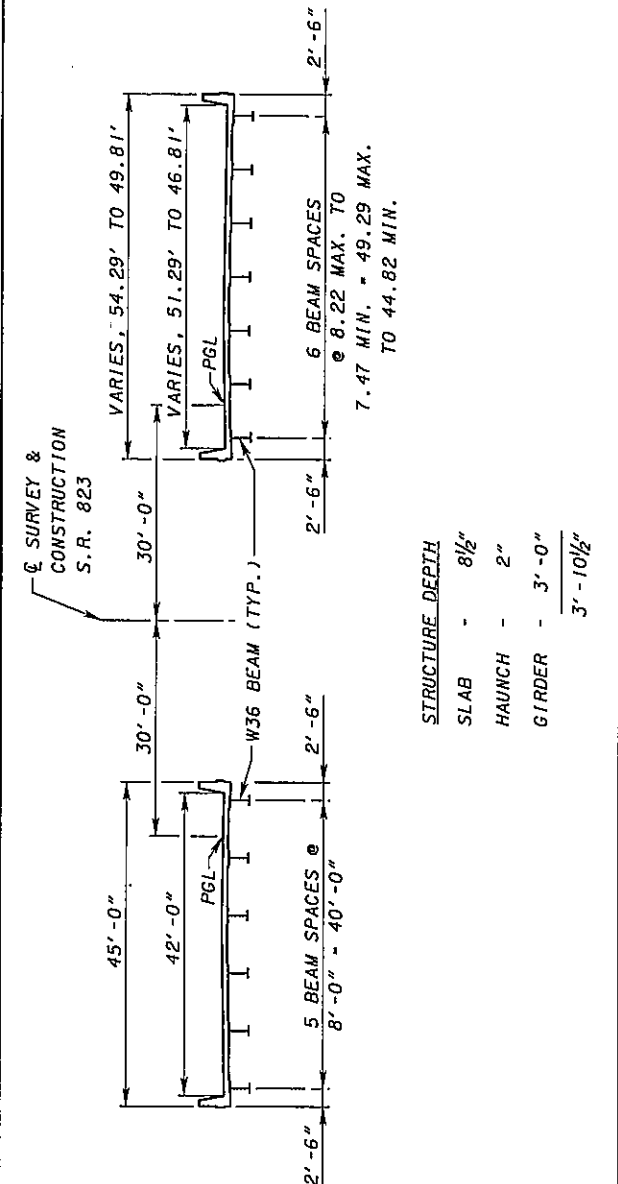 ℄ SURVEY &
CONSTRUCTION
S.R. 823
30'-0"
30'-0"
45'-0"
42'-0"
PGL
W36 BEAM (TYP.)
2'-6"
5 BEAM SPACES @
8'-0" = 40'-0"
2'-6"
VARIES, 54.29' TO 49.81'
VARIES, 51.29' TO 46.81'
PGL
2'-6"
6 BEAM SPACES
@ 8.22 MAX. TO
7.47 MIN. = 49.29 MAX.
TO 44.82 MIN.
2'-6"
STRUCTURE DEPTH
SLAB - 8½"
HAUNCH - 2"
GIRDER - 3'-0"
3'-10½"